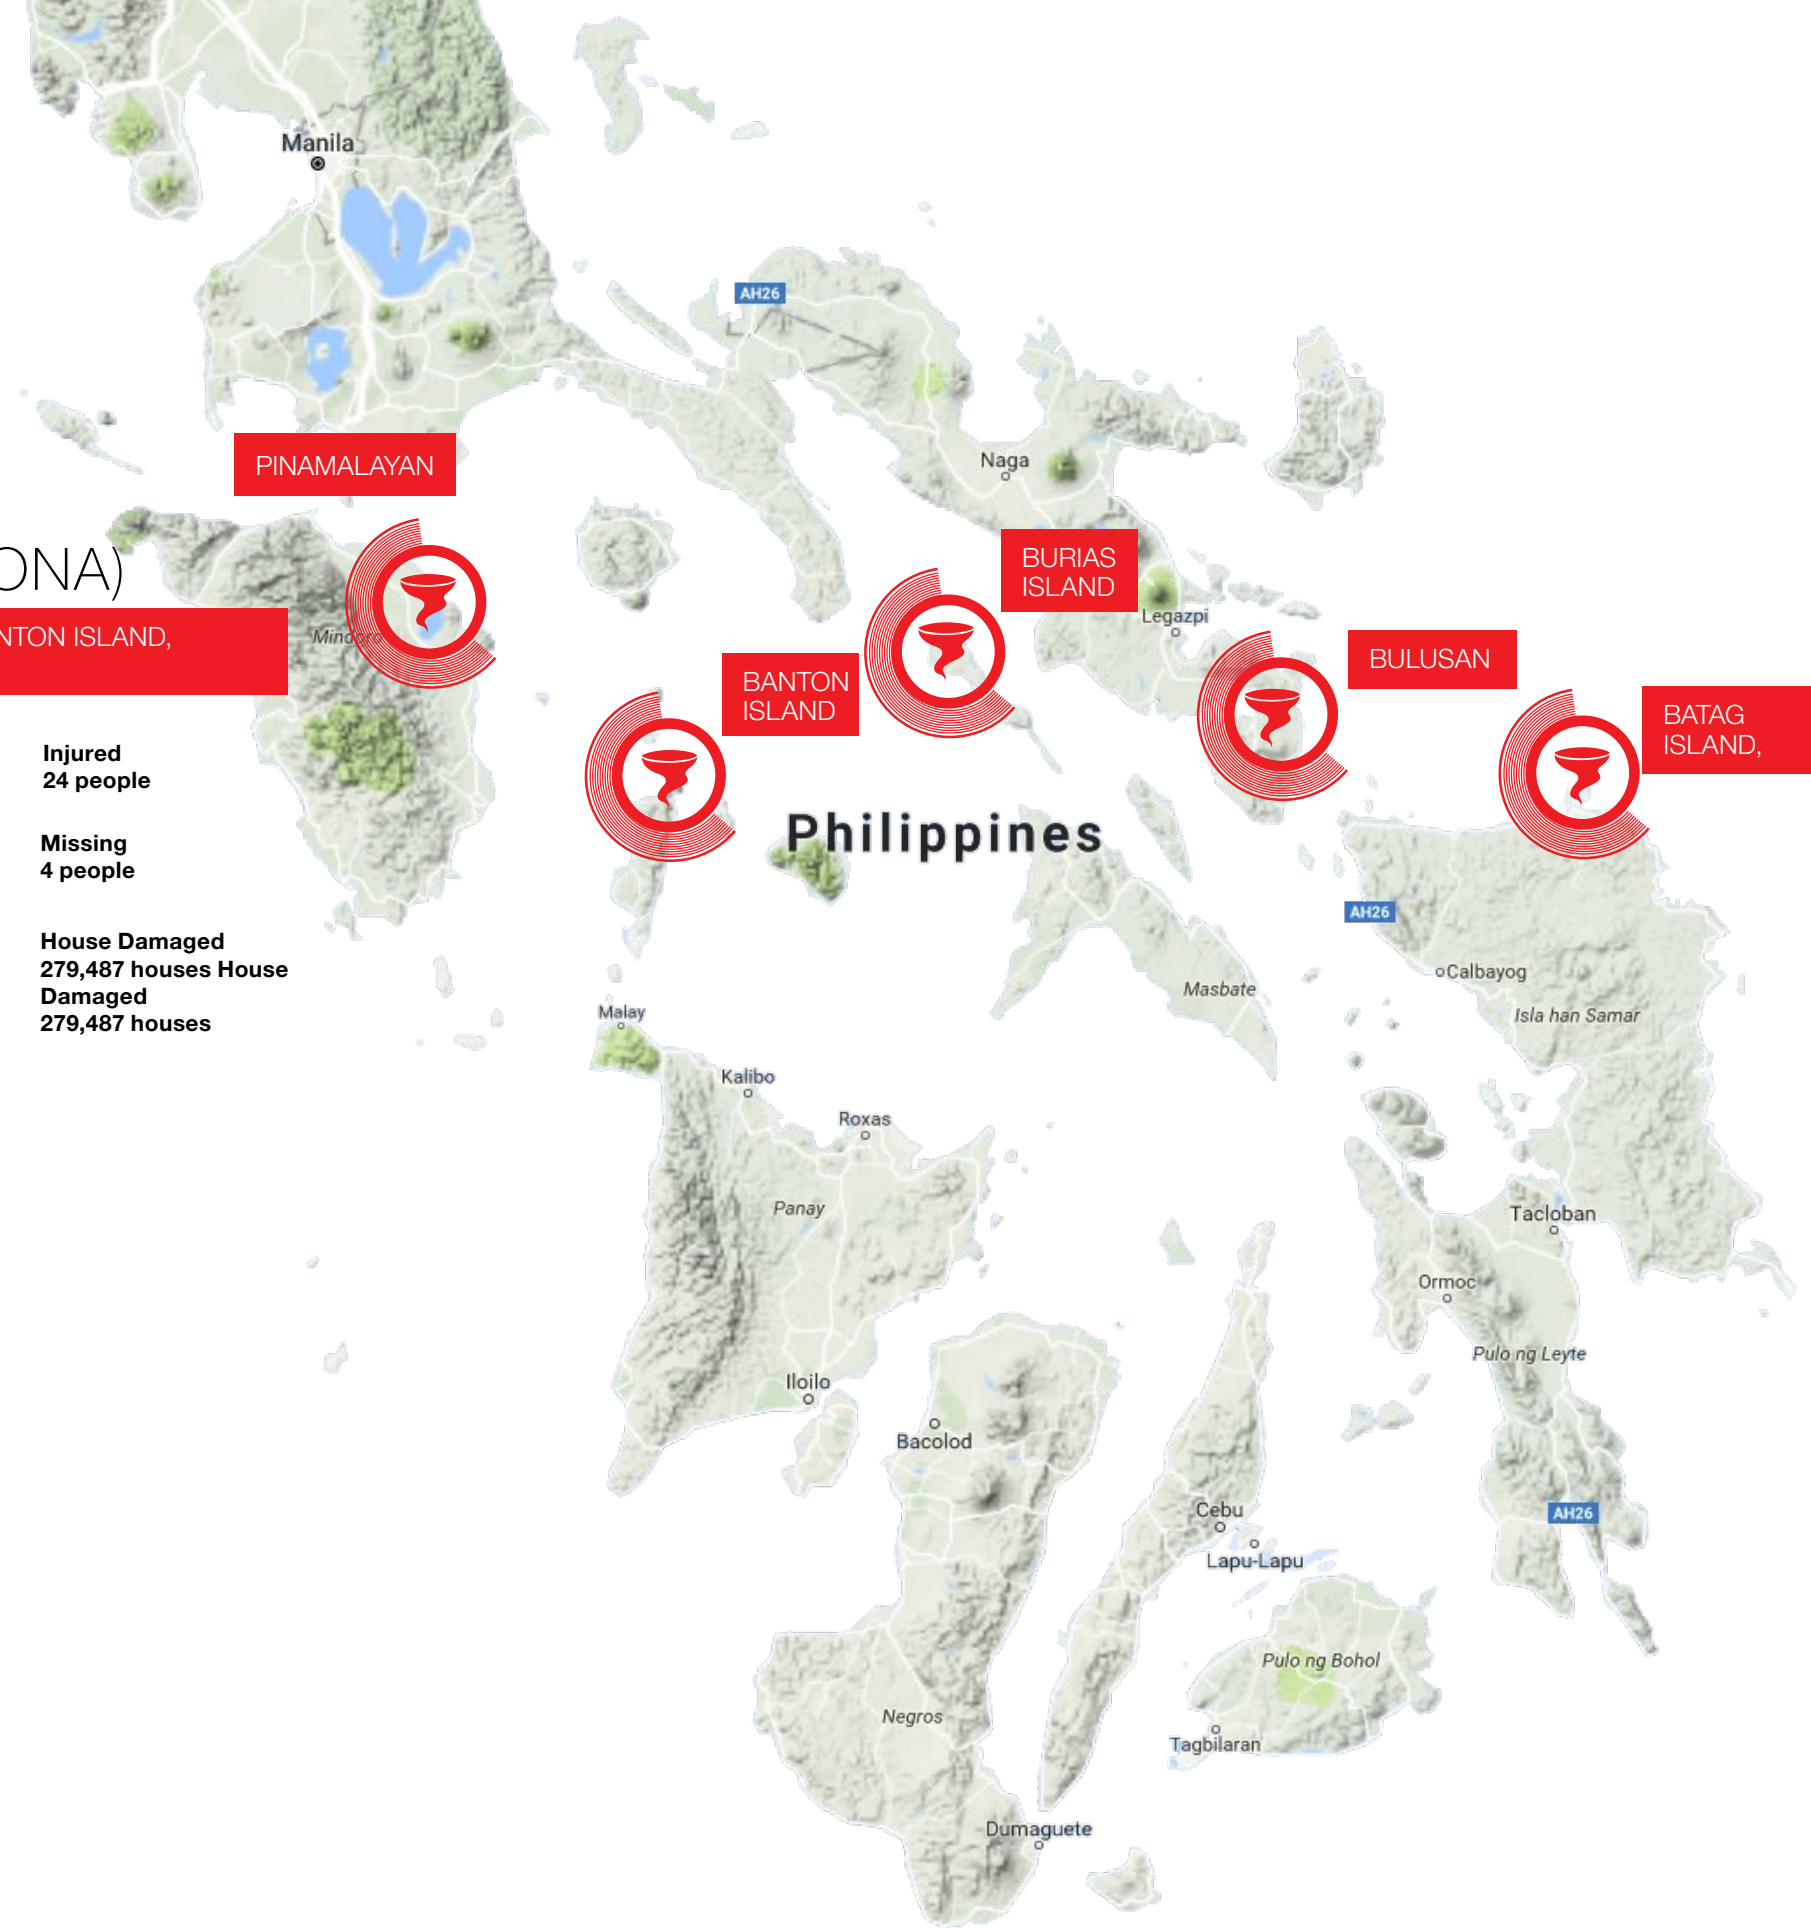 Manila
AH26
PINAMALAYAN
Naga
ONA)
BURIAS
ISLAND
Legazpi
NTON ISLAND,
Mindoro
BULUSAN
BANTON
ISLAND
BATAG
ISLAND,
Injured
24 people
Missing
4 people
Philippines
House Damaged
279,487 houses House
Damaged
279,487 houses
AH26
Calbayog
Masbate
Isla han Samar
Malay
Kalibo
Roxas
Panay
Tacloban
Ormoc
Pulo ng Leyte
Iloilo
Bacolod
Cebu
AH26
Lapu-Lapu
Pulo ng Bohol
Negros
Tagbilaran
Dumaguete